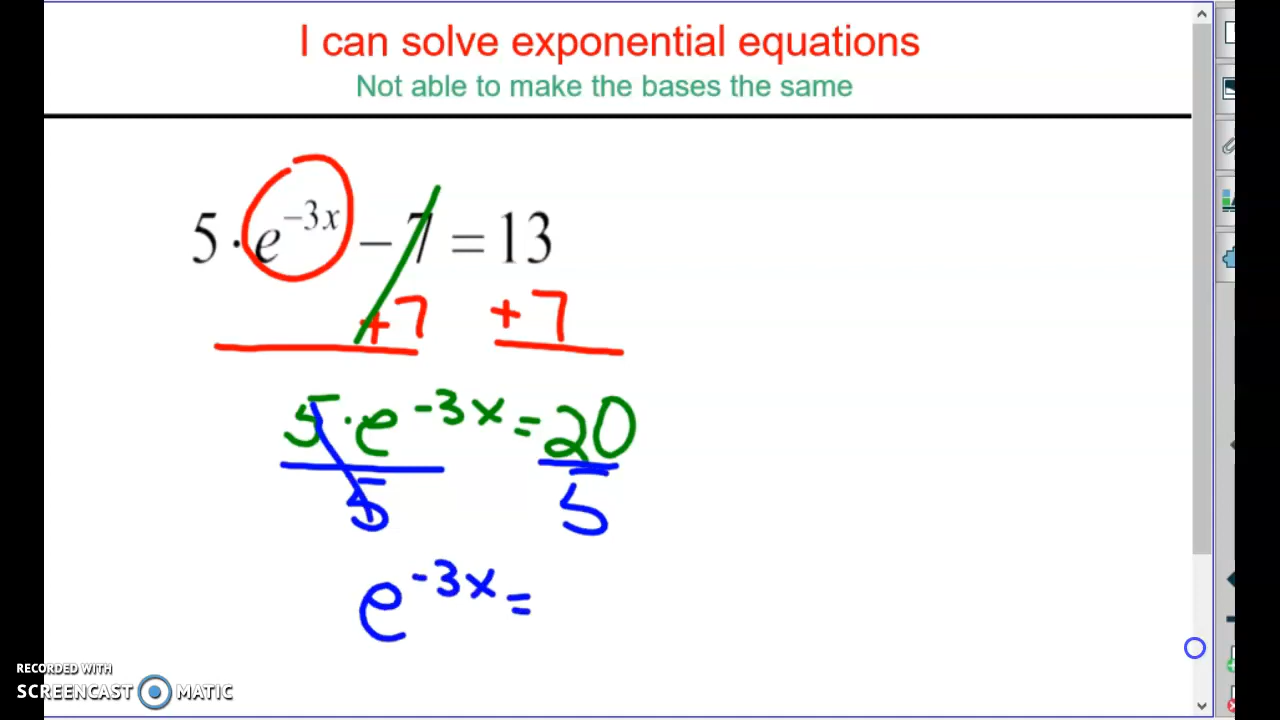 I can solve exponential equations
Not able to make the bases the same
5 · e⁻³ˣ – 7 = 13
+7 +7
5 · e⁻³ˣ = 20
5 5
e⁻³ˣ =
RECORDED WITH
SCREENCAST MATIC